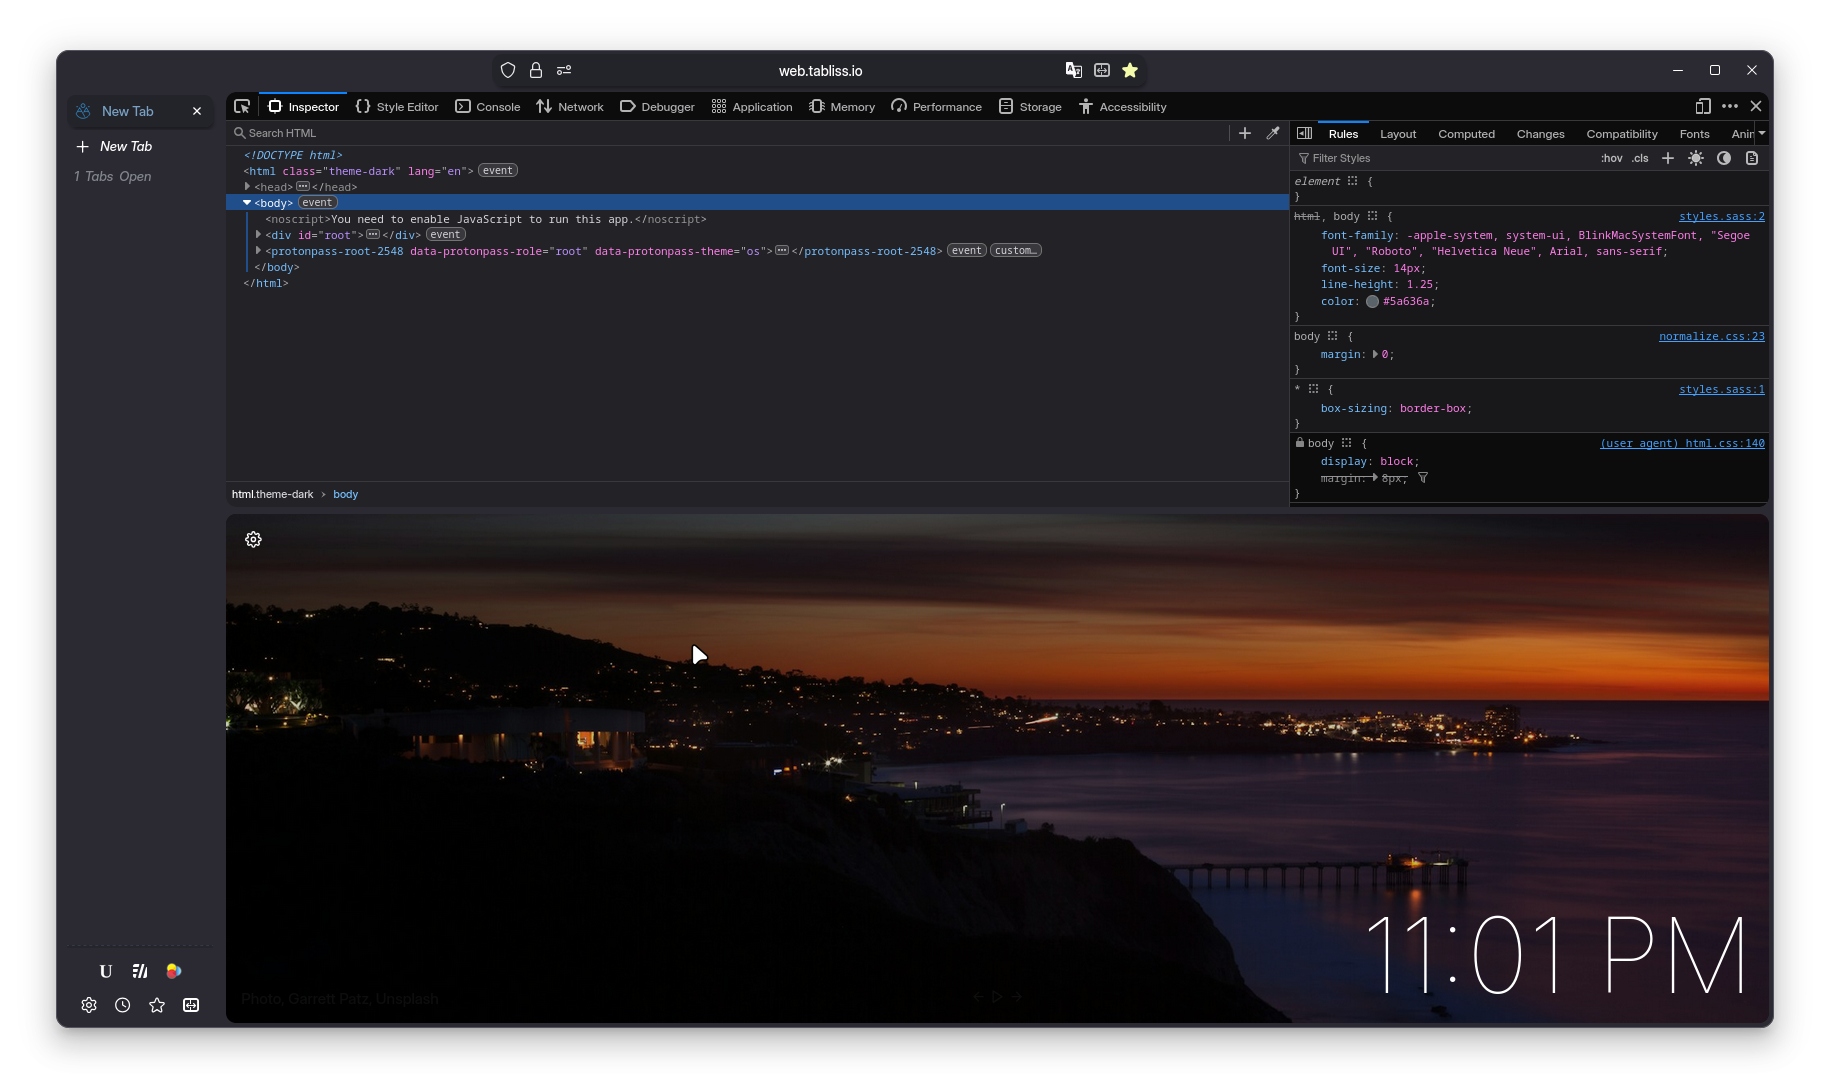 web.tabliss.io
New Tab
New Tab
1 Tabs Open
Inspector Style Editor Console Network Debugger Application Memory Performance Storage Accessibility
Search HTML
<!DOCTYPE html>
<html class="theme-dark" lang="en"> event
<head> ••• </head>
<body> event
<noscript>You need to enable JavaScript to run this app.</noscript>
<div id="root"> ••• </div> event
<protonpass-root-2548 data-protonpass-role="root" data-protonpass-theme="os"> ••• </protonpass-root-2548> event custom…
</body>
</html>
html.theme-dark › body
Rules Layout Computed Changes Compatibility Fonts
Filter Styles :hov .cls
element {
}
html, body { styles.sass:2
font-family: -apple-system, system-ui, BlinkMacSystemFont, "Segoe
UI", "Roboto", "Helvetica Neue", Arial, sans-serif;
font-size: 14px;
line-height: 1.25;
color: #5a636a;
}
body { normalize.css:23
margin: 0;
}
* { styles.sass:1
box-sizing: border-box;
}
body { (user agent) html.css:140
display: block;
margin: 8px;
}
11:01 PM
Photo, Garrett Patz, Unsplash
U